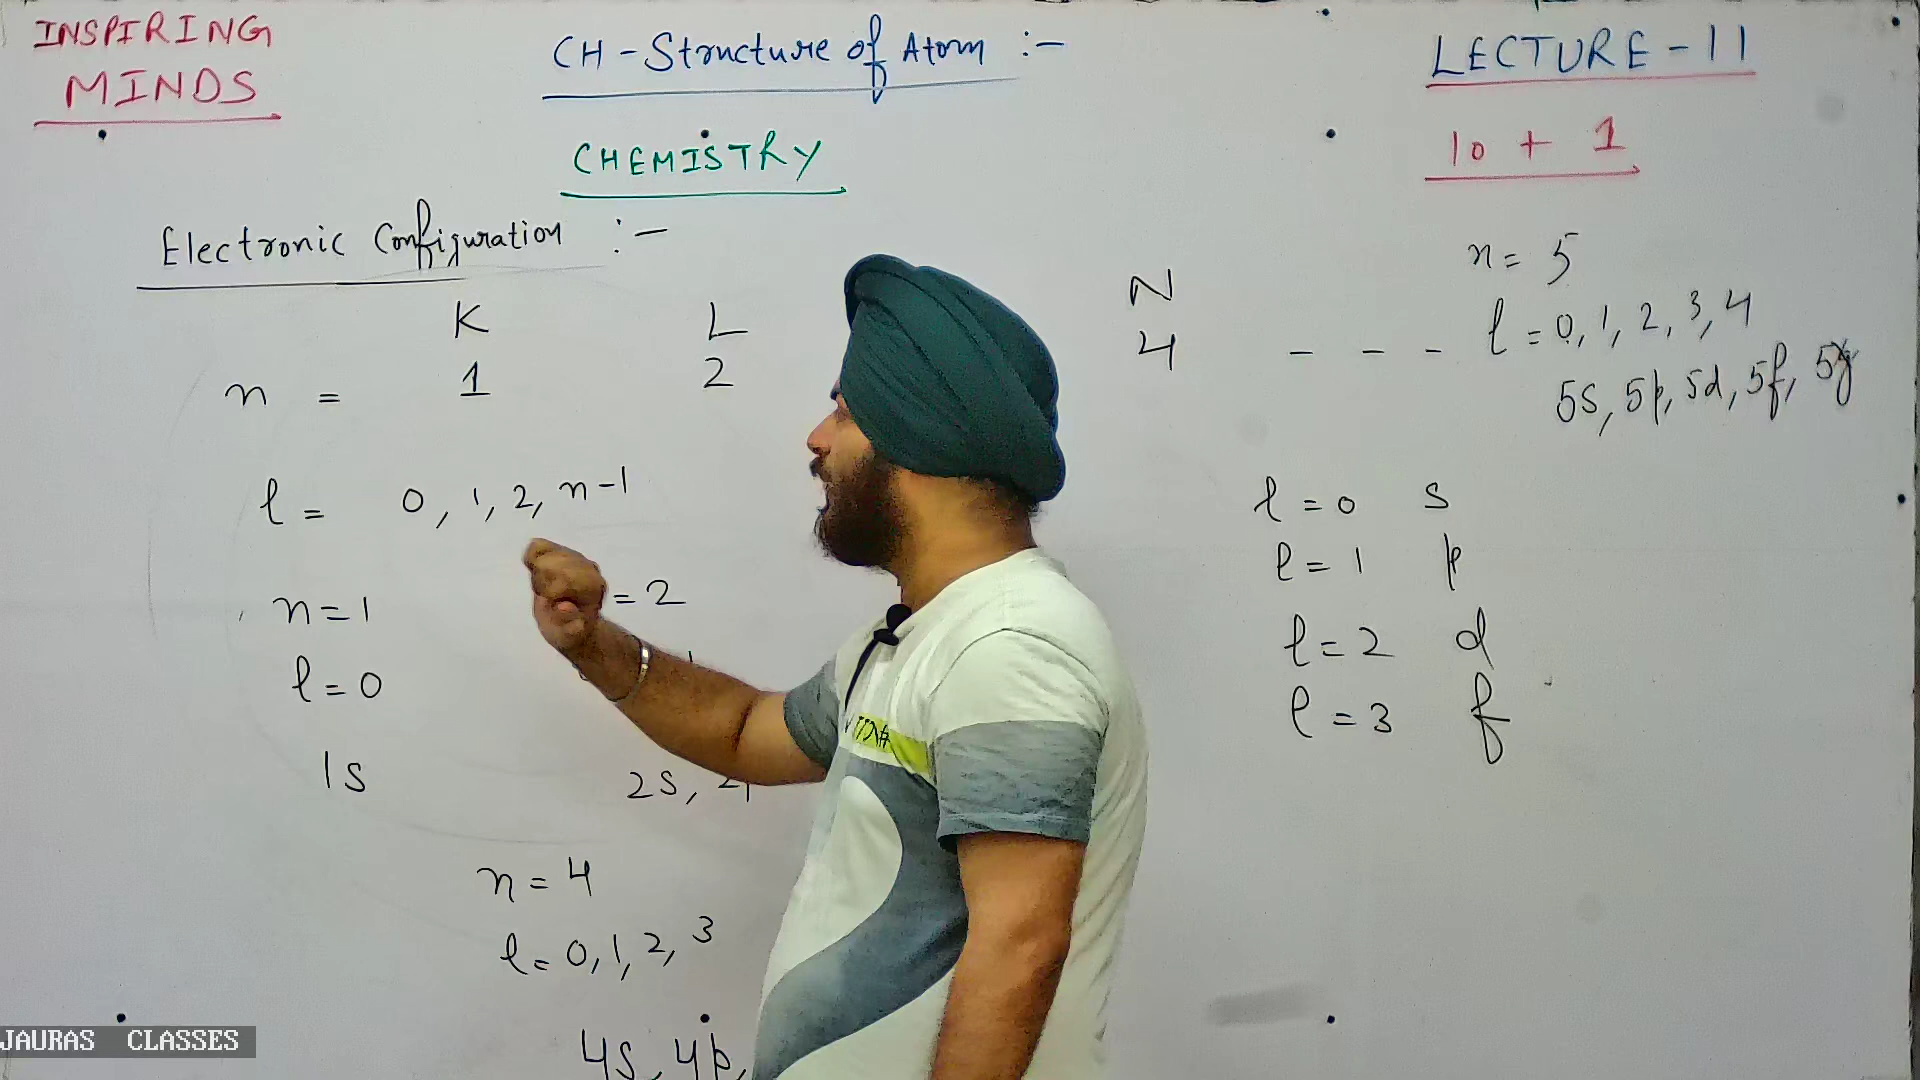 INSPIRING
MINDS
CH - Structure of Atom :-
LECTURE - 11
CHEMISTRY
10 + 1
Electronic Configuration :-
K L N
n = 1 2 4 - - -
l = 0, 1, 2, n-1
n = 1 = 2
l = 0
1s 2s, 2
n = 4
l = 0, 1, 2, 3
4s, 4p,
n = 5
l = 0, 1, 2, 3, 4
5s, 5p, 5d, 5f, 5g
l = 0 s
l = 1 p
l = 2 d
l = 3 f
JAURAS CLASSES